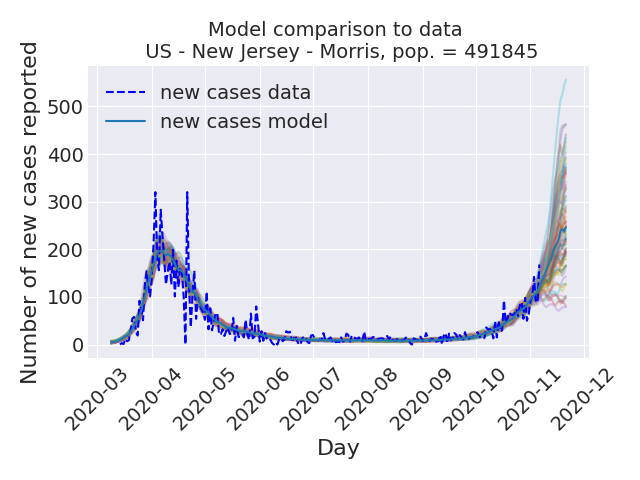 Model comparison to data
US - New Jersey - Morris, pop. = 491845
Number of new cases reported
500
400
300
200
100
0
new cases data
new cases model
2020-03
2020-04
2020-05
2020-06
2020-07
2020-08
2020-09
2020-10
2020-11
2020-12
Day